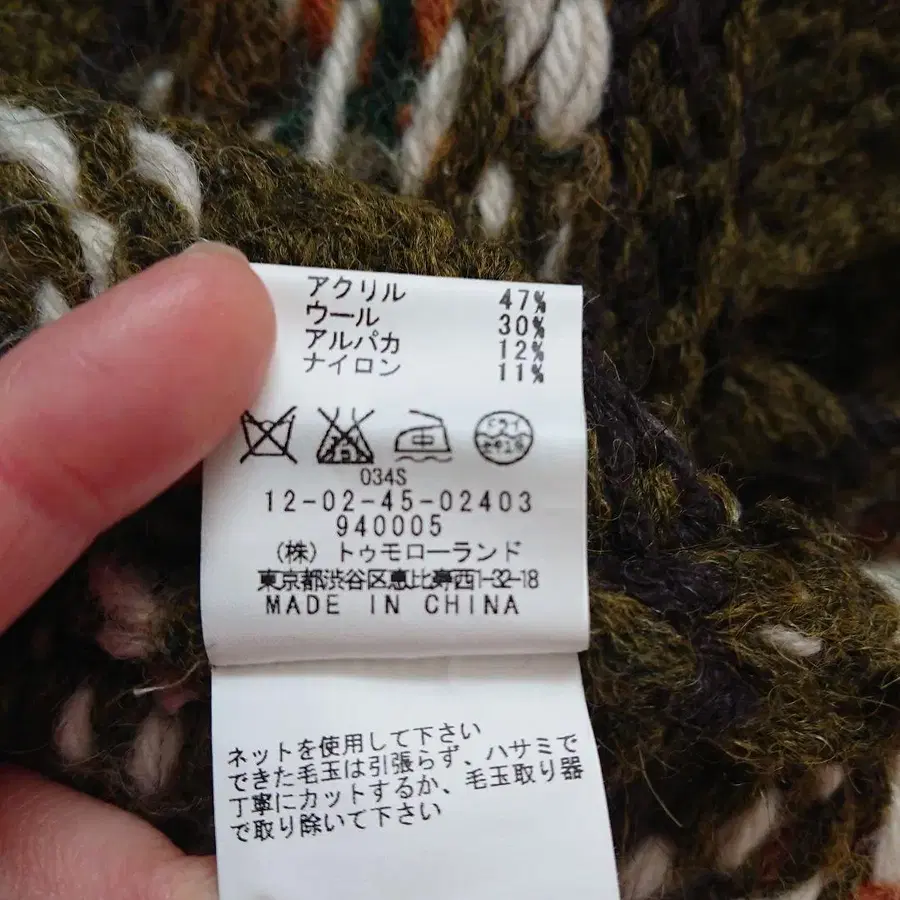 アクリル 47%
ウール 30%
アルパカ 12%
ナイロン 11%
中
034S
12-02-45-02403
940005
(株) トゥモローランド
東京都渋谷区恵比寿西1-32-18
MADE IN CHINA
ネットを使用して下さい
できた毛玉は引張らず、ハサミで
丁寧にカットするか、毛玉取り器
で取り除いて下さい